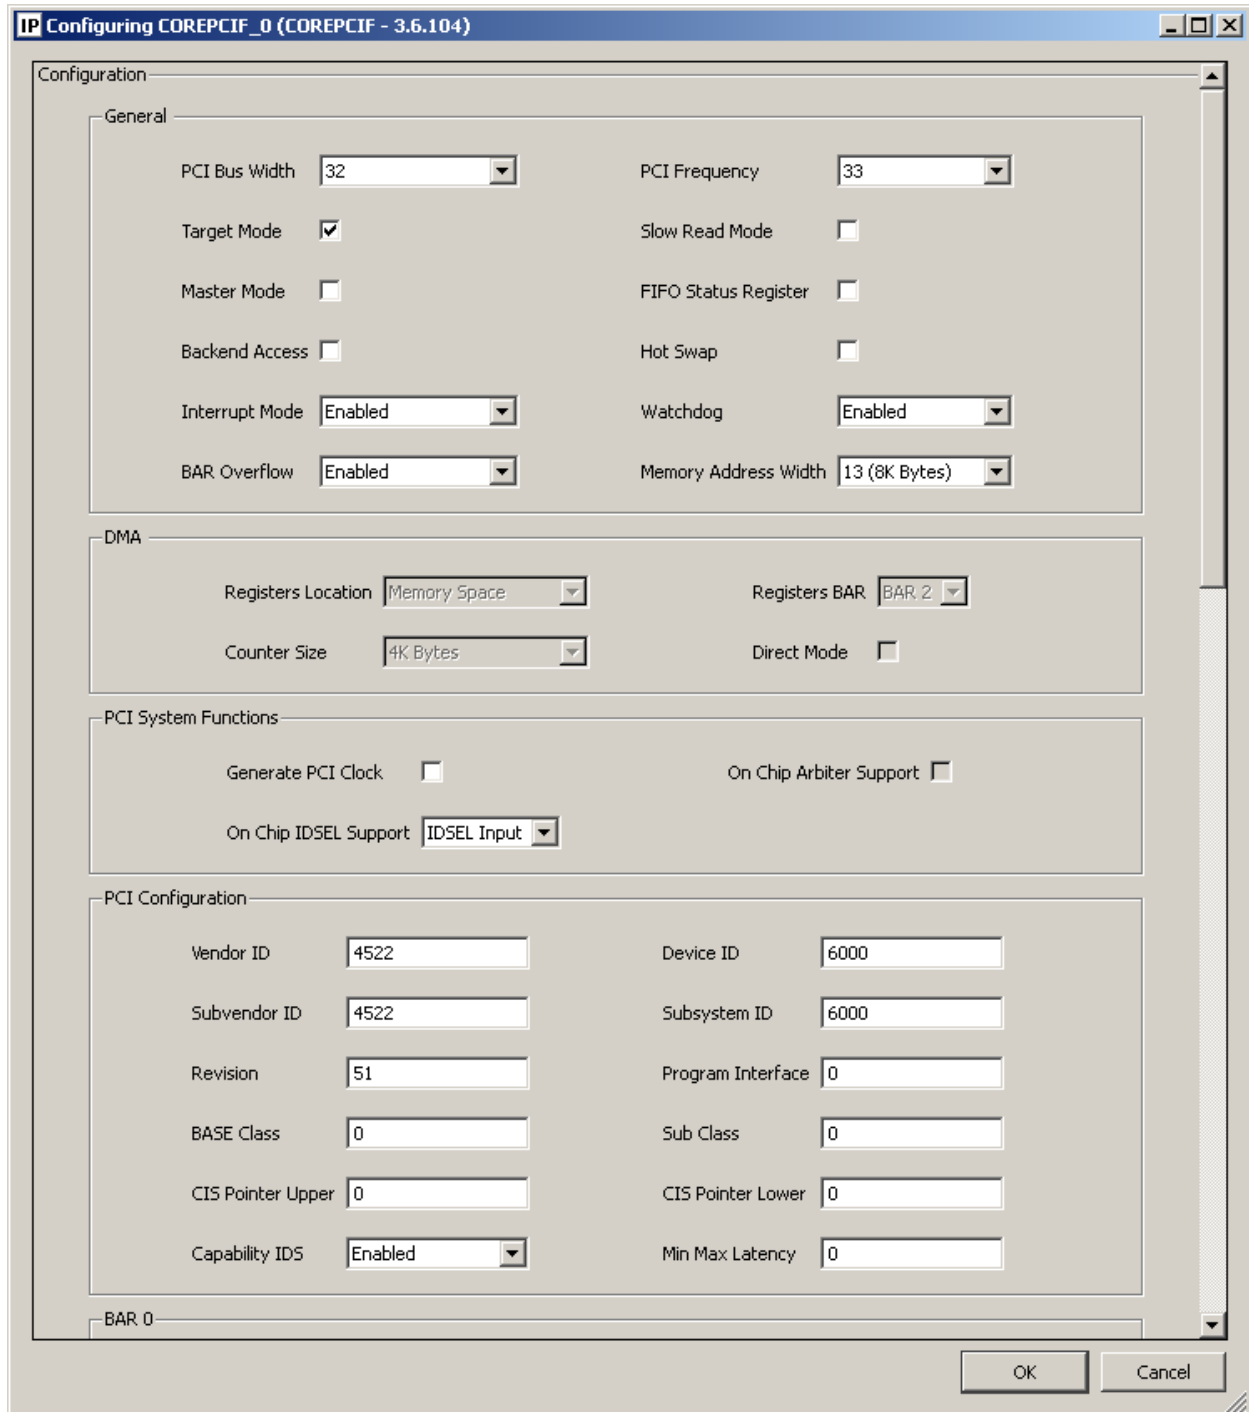 IP Configuring COREPCIF_0 (COREPCIF - 3.6.104)
Configuration
General
PCI Bus Width 32 PCI Frequency 33
Target Mode Slow Read Mode
Master Mode FIFO Status Register
Backend Access Hot Swap
Interrupt Mode Enabled Watchdog Enabled
BAR Overflow Enabled Memory Address Width 13 (8K Bytes)
DMA
Registers Location Memory Space Registers BAR BAR 2
Counter Size 4K Bytes Direct Mode
PCI System Functions
Generate PCI Clock On Chip Arbiter Support
On Chip IDSEL Support IDSEL Input
PCI Configuration
Vendor ID 4522 Device ID 6000
Subvendor ID 4522 Subsystem ID 6000
Revision 51 Program Interface 0
BASE Class 0 Sub Class 0
CIS Pointer Upper 0 CIS Pointer Lower 0
Capability IDS Enabled Min Max Latency 0
BAR 0
OK Cancel